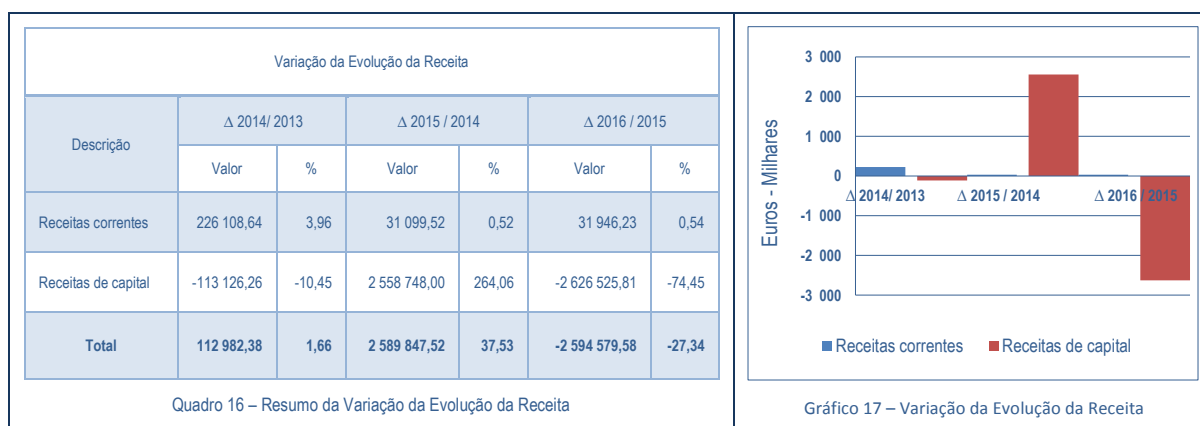 Variação da Evolução da Receita
Descrição
∆ 2014/ 2013
∆ 2015 / 2014
∆ 2016 / 2015
Valor % Valor % Valor %
Receitas correntes 226 108,64 3,96 31 099,52 0,52 31 946,23 0,54
Receitas de capital -113 126,26 -10,45 2 558 748,00 264,06 -2 626 525,81 -74,45
Total 112 982,38 1,66 2 589 847,52 37,53 -2 594 579,58 -27,34
Quadro 16 – Resumo da Variação da Evolução da Receita
Euros - Milhares
3 000
2 000
1 000
0
-1 000
-2 000
-3 000
∆ 2014/ 2013 ∆ 2015 / 2014 ∆ 2016 / 2015
Receitas correntes Receitas de capital
Gráfico 17 – Variação da Evolução da Receita